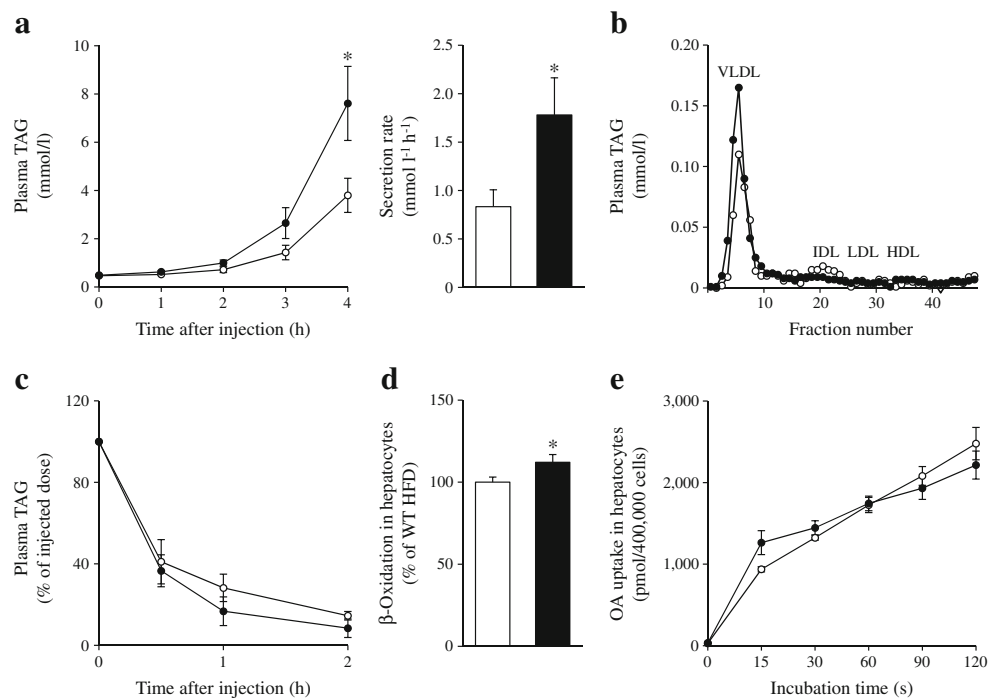 a
10
8
6
4
2
0
Plasma TAG
(mmol/l)
*
0 1 2 3 4
Time after injection (h)
2.5
2.0
1.5
1.0
0.5
0
Secretion rate
(mmol l⁻¹ h⁻¹)
*
b
0.20
0.15
0.10
0.05
0
Plasma TAG
(mmol/l)
VLDL
IDL LDL HDL
10 20 30 40
Fraction number
c
120
80
40
0
Plasma TAG
(% of injected dose)
0 1 2
Time after injection (h)
d
150
100
50
0
β-Oxidation in hepatocytes
(% of WT HFD)
*
e
3,000
2,000
1,000
0
OA uptake in hepatocytes
(pmol/400,000 cells)
0 15 30 60 90 120
Incubation time (s)